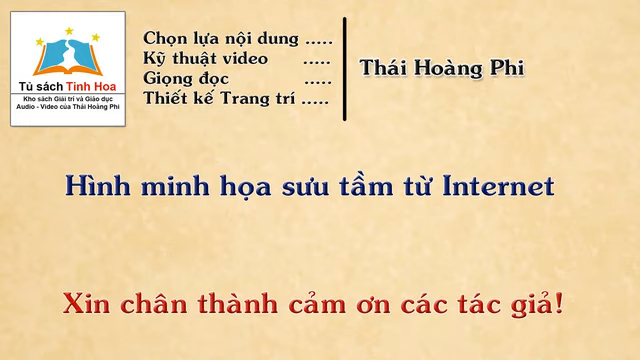 Tủ sách Tinh Hoa
Kho sách Giải trí và Giáo dục
Audio - Video của Thái Hoàng Phi
Chọn lựa nội dung .....
Kỹ thuật video .....
Giọng đọc .....
Thiết kế Trang trí .....
Thái Hoàng Phi
Hình minh họa sưu tầm từ Internet
Xin chân thành cảm ơn các tác giả!